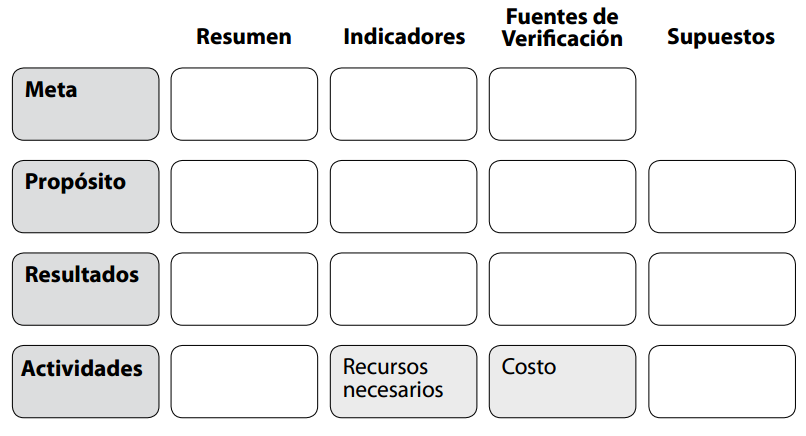 Resumen
Indicadores
Fuentes de
Verificación
Supuestos
Meta
Propósito
Resultados
Actividades
Recursos
necesarios
Costo